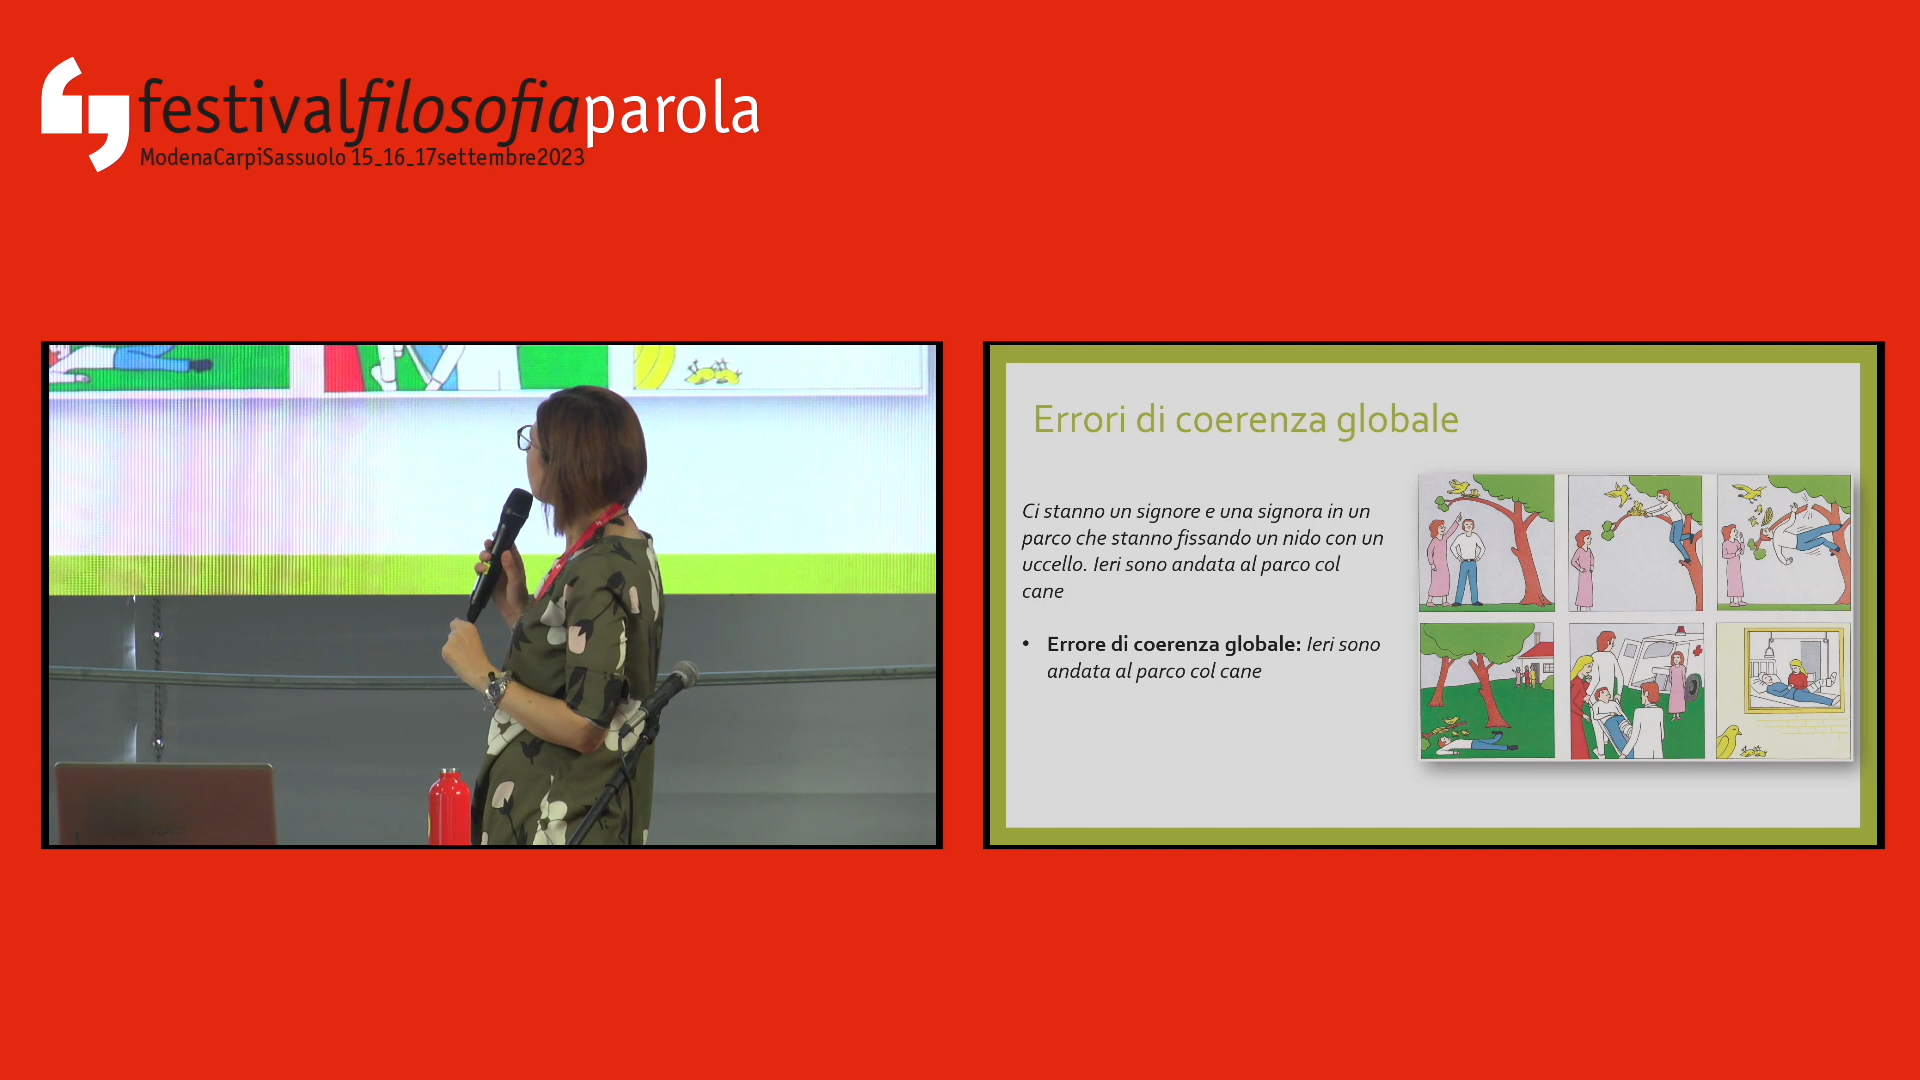 festivalfilosofiaparola
ModenaCarpiSassuolo 15_16_17settembre2023
Errori di coerenza globale
Ci stanno un signore e una signora in un
parco che stanno fissando un nido con un
uccello. Ieri sono andata al parco col
cane
• Errore di coerenza globale: Ieri sono
andata al parco col cane